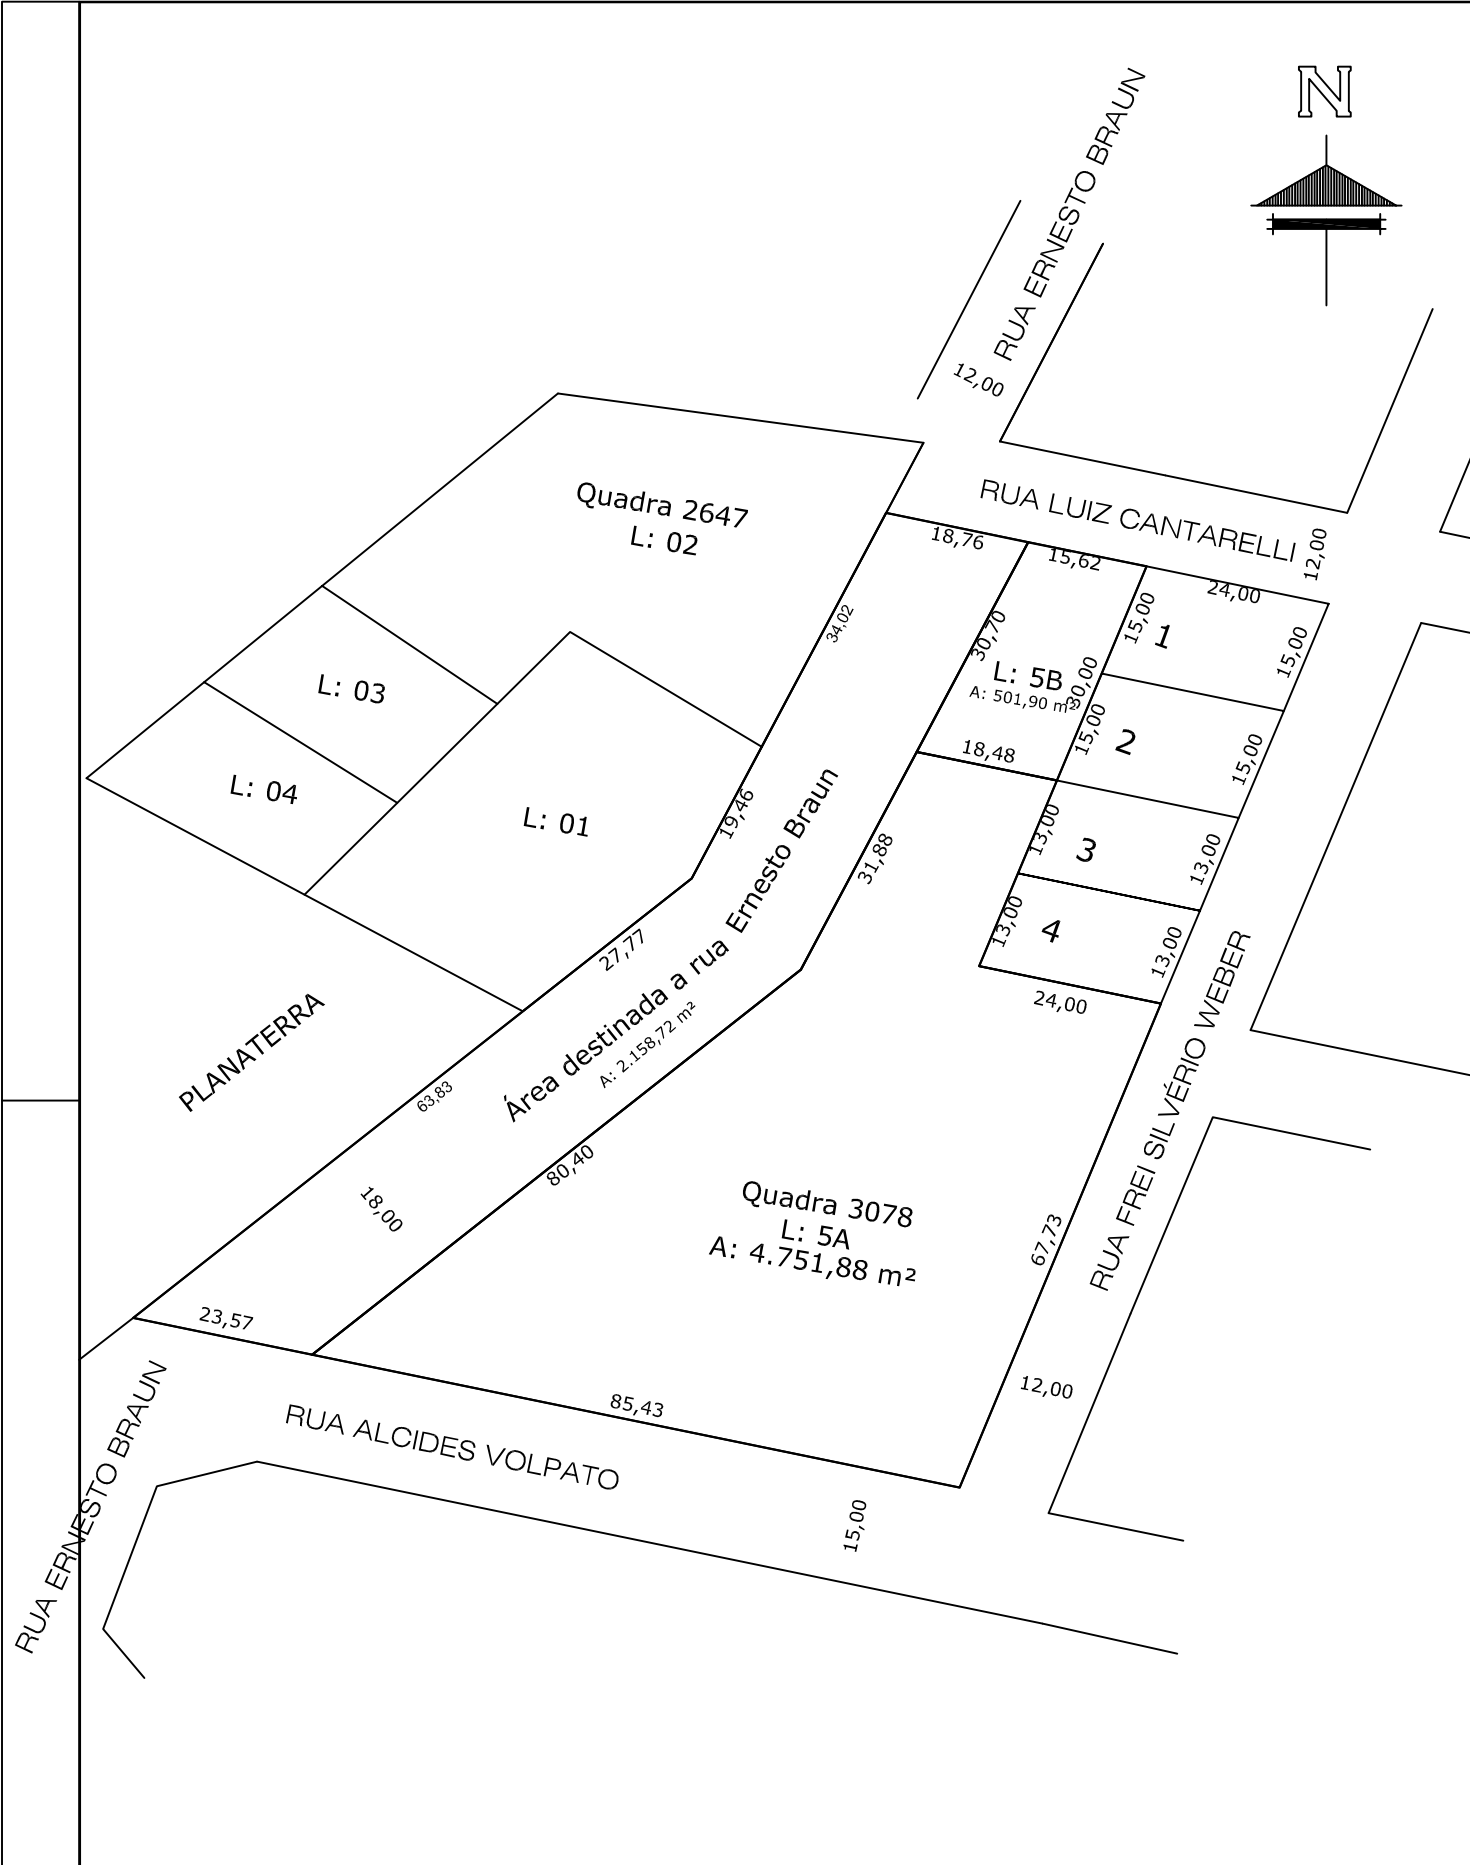 N
RUA ERNESTO BRAUN
12,00
RUA LUIZ CANTARELLI
12,00
Quadra 2647
L: 02
18,76
15,62
24,00
34,02
30,70
15,00
1
15,00
L: 5B
A: 501,90 m²
30,00
L: 03
15,00
2
15,00
18,48
L: 04
L: 01
19,46
Área destinada a rua Ernesto Braun
A: 2.158,72 m²
31,88
13,00
3
13,00
13,00
4
13,00
24,00
27,77
PLANATERRA
63,83
80,40
18,00
RUA FREI SILVÉRIO WEBER
67,73
Quadra 3078
L: 5A
A: 4.751,88 m²
23,57
85,43
12,00
RUA ALCIDES VOLPATO
15,00
RUA ERNESTO BRAUN